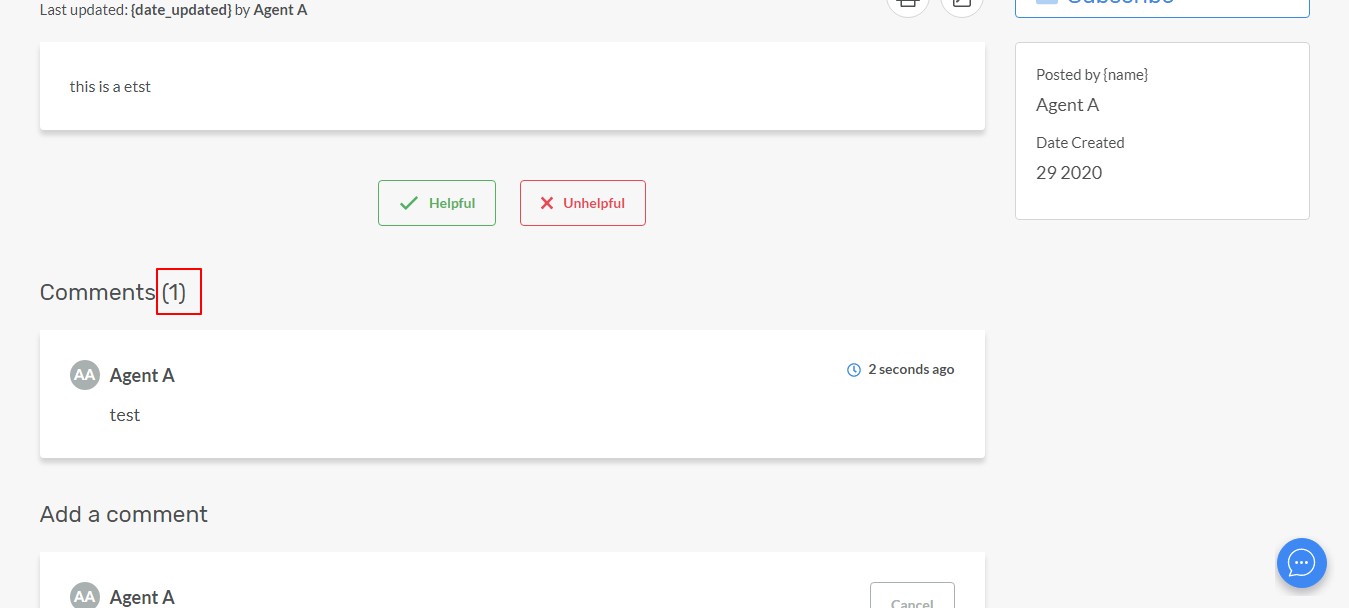 Last updated: {date_updated} by Agent A
Subscribe
this is a etst
Posted by {name}
Agent A
Date Created
29 2020
Helpful
Unhelpful
Comments (1)
AA Agent A
2 seconds ago
test
Add a comment
AA Agent A
Cancel